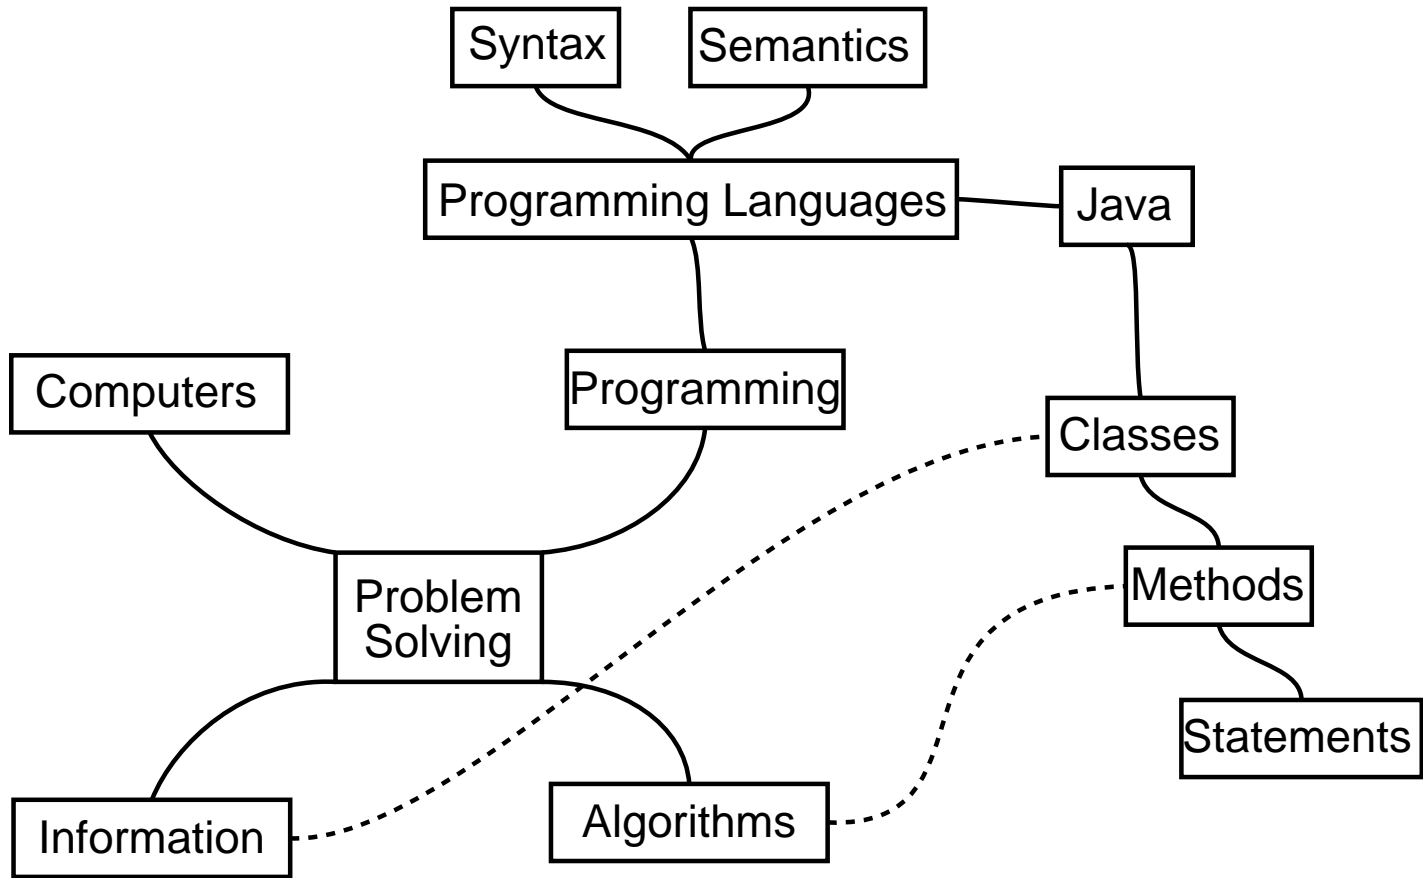 Syntax
Semantics
Programming Languages
Java
Computers
Programming
Classes
Problem
Solving
Methods
Statements
Information
Algorithms